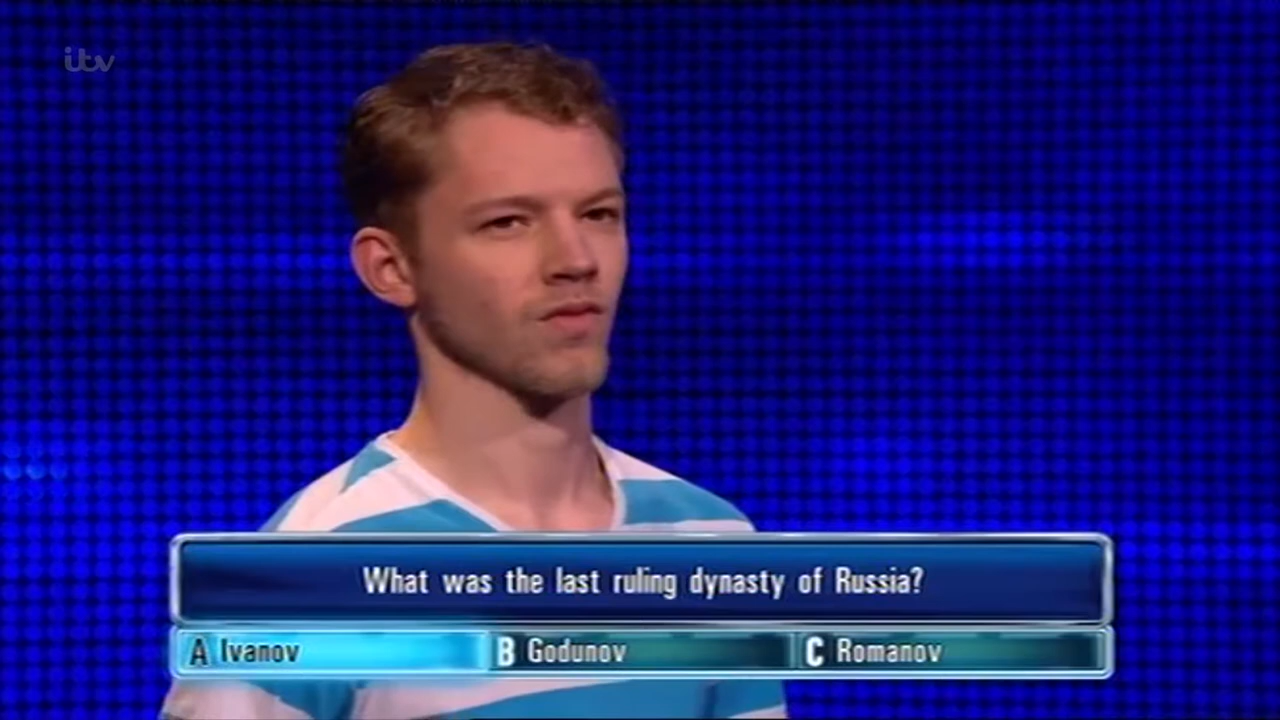 itv
What was the last ruling dynasty of Russia?
A Ivanov B Godunov C Romanov